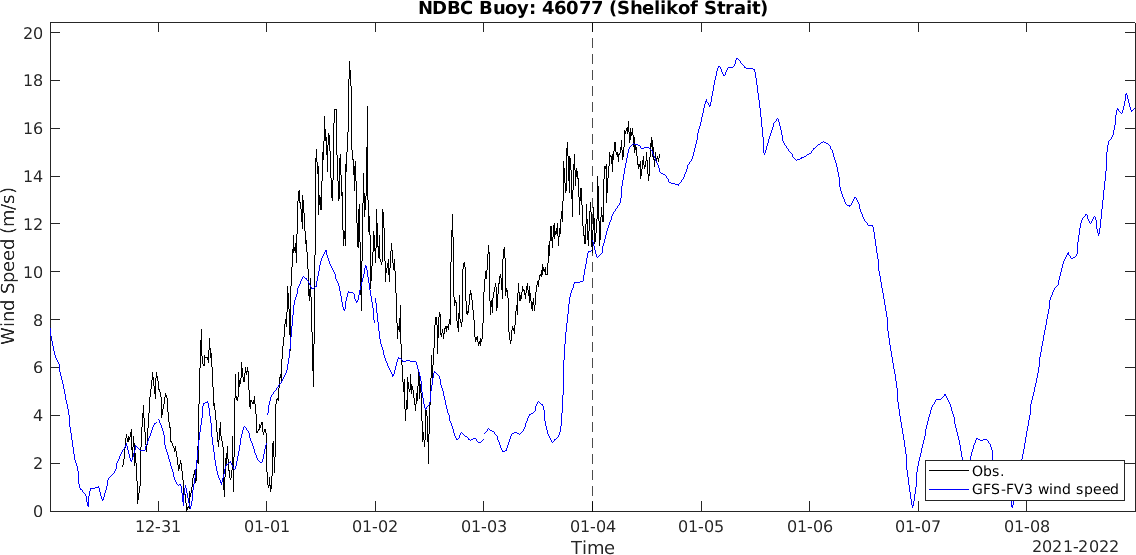 NDBC Buoy: 46077 (Shelikof Strait)
20
18
16
14
12
10
8
6
4
2
0
Wind Speed (m/s)
Obs.
GFS-FV3 wind speed
12-31 01-01 01-02 01-03 01-04 01-05 01-06 01-07 01-08
Time
2021-2022